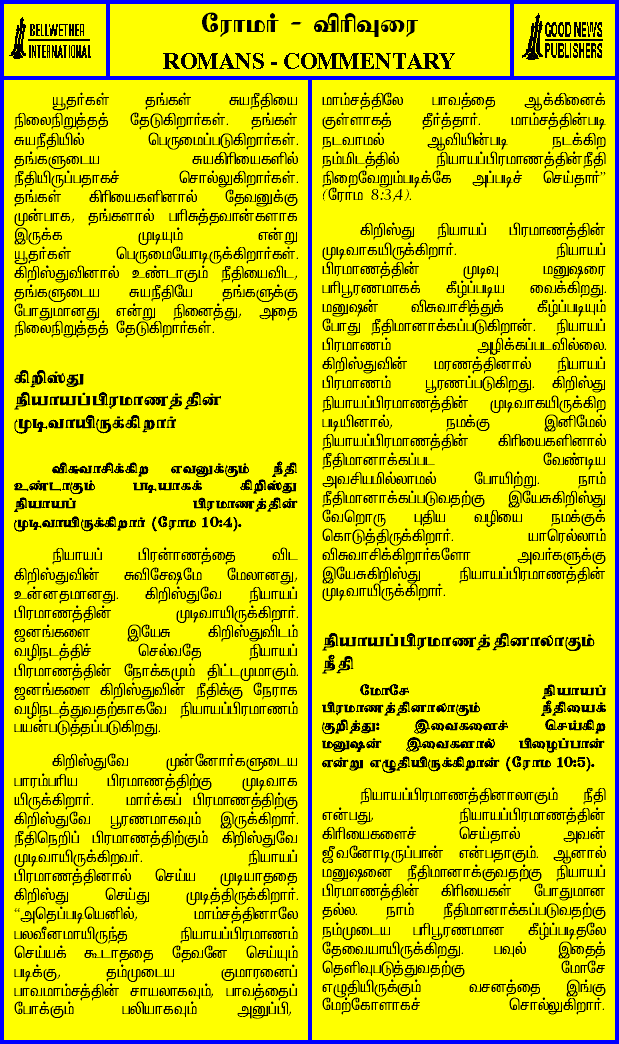 BELLWETHER
INTERNATIONAL
ரோமர் - விரிவுரை
ROMANS - COMMENTARY
GOOD NEWS
PUBLISHERS
யூதர்கள் தங்கள் சுயநீதியை
நிலைநிறுத்தத் தேடுகிறார்கள். தங்கள்
சுயநீதியில் பெருமைப்படுகிறார்கள்.
தங்களுடைய சுயகிரியைகளில்
நீதியிருப்பதாகச் சொல்லுகிறார்கள்.
தங்கள் கிரியைகளினால் தேவனுக்கு
முன்பாக, தங்களால் பரிசுத்தவான்களாக
இருக்க முடியும் என்று
யூதர்கள் பெருமையோடிருக்கிறார்கள்.
கிறிஸ்துவினால் உண்டாகும் நீதியைவிட,
தங்களுடைய சுயநீதியே தங்களுக்கு
போதுமானது என்று நினைத்து, அதை
நிலைநிறுத்தத் தேடுகிறார்கள்.
கிறிஸ்து
நியாயப்பிரமாணத்தின்
முடிவாயிருக்கிறார்
விசுவாசிக்கிற எவனுக்கும் நீதி
உண்டாகும் படியாகக் கிறிஸ்து
நியாயப் பிரமாணத்தின்
முடிவாயிருக்கிறார் (ரோம 10:4).
நியாயப் பிரன்ாணத்தை விட
கிறிஸ்துவின் சுவிசேஷமே மேலானது,
உன்னதமானது. கிறிஸ்துவே நியாயப்
பிரமாணத்தின் முடிவாயிருக்கிறார்.
ஜனங்களை இயேசு கிறிஸ்துவிடம்
வழிநடத்திச் செல்வதே நியாயப்
பிரமாணத்தின் நோக்கமும் திட்டமுமாகும்.
ஜனங்களை கிறிஸ்துவின் நீதிக்கு நேராக
வழிநடத்துவதற்காகவே நியாயப்பிரமாணம்
பயன்படுத்தப்படுகிறது.
கிறிஸ்துவே முன்னோர்களுடைய
பாரம்பரிய பிரமாணத்திற்கு முடிவாக
யிருக்கிறார். மார்க்கப் பிரமாணத்திற்கு
கிறிஸ்துவே பூரணமாகவும் இருக்கிறார்.
நீதிநெறிப் பிரமாணத்திற்கும் கிறிஸ்துவே
முடிவாயிருக்கிறவர். நியாயப்
பிரமாணத்தினால் செய்ய முடியாததை
கிறிஸ்து செய்து முடித்திருக்கிறார்.
“அதெப்படியெனில், மாம்சத்தினாலே
பலவீனமாயிருந்த நியாயப்பிரமாணம்
செய்யக் கூடாததை தேவனே செய்யும்
படிக்கு, தம்முடைய குமாரனைப்
பாவமாம்சத்தின் சாயலாகவும், பாவத்தைப்
போக்கும் பலியாகவும் அனுப்பி,
மாம்சத்திலே பாவத்தை ஆக்கினைக்
குள்ளாகத் தீர்த்தார். மாம்சத்தின்படி
நடவாமல் ஆவியின்படி நடக்கிற
நம்மிடத்தில் நியாயப்பிரமாணத்தின்நீதி
நிறைவேறும்படிக்கே அப்படிச் செய்தார்”
(ரோம 8:3,4).
கிறிஸ்து நியாயப் பிரமாணத்தின்
முடிவாகயிருக்கிறார். நியாயப்
பிரமாணத்தின் முடிவு மனுஷரை
பரிபூரணமாகக் கீழ்ப்படிய வைக்கிறது.
மனுஷன் விசுவாசித்துக் கீழ்ப்படியும்
போது நீதிமானாக்கப்படுகிறான். நியாயப்
பிரமாணம் அழிக்கப்படவில்லை.
கிறிஸ்துவின் மரணத்தினால் நியாயப்
பிரமாணம் பூரணப்படுகிறது. கிறிஸ்து
நியாயப்பிரமாணத்தின் முடிவாகயிருக்கிற
படியினால், நமக்கு இனிமேல்
நியாயப்பிரமாணத்தின் கிரியைகளினால்
நீதிமானாக்கப்பட வேண்டிய
அவசியமில்லாமல் போயிற்று. நாம்
நீதிமானாக்கப்படுவதற்கு இயேசுகிறிஸ்து
வேறொரு புதிய வழியை நமக்குக்
கொடுத்திருக்கிறார். யாரெல்லாம்
விசுவாசிக்கிறார்களோ அவர்களுக்கு
இயேசுகிறிஸ்து நியாயப்பிரமாணத்தின்
முடிவாயிருக்கிறார்.
நியாயப்பிரமாணத்தினாலாகும்
நீதி
மோசே நியாயப்
பிரமாணத்தினாலாகும் நீதியைக்
குறித்து: இவைகளைச் செய்கிற
மனுஷன் இவைகளால் பிழைப்பான்
என்று எழுதியிருக்கிறான் (ரோம 10:5).
நியாயப்பிரமாணத்தினாலாகும் நீதி
என்பது, நியாயப்பிரமாணத்தின்
கிரியைகளைச் செய்தால் அவன்
ஜீவனோடிருப்பான் என்பதாகும். ஆனால்
மனுஷனை நீதிமானாக்குவதற்கு நியாயப்
பிரமாணத்தின் கிரியைகள் போதுமான
தல்ல. நாம் நீதிமானாக்கப்படுவதற்கு
நம்முடைய பரிபூரணமான கீழ்ப்படிதலே
தேவையாயிருக்கிறது. பவுல் இதைத்
தெளிவுபடுத்துவதற்கு மோசே
எழுதியிருக்கும் வசனத்தை இங்கு
மேற்கோளாகச் சொல்லுகிறார்.